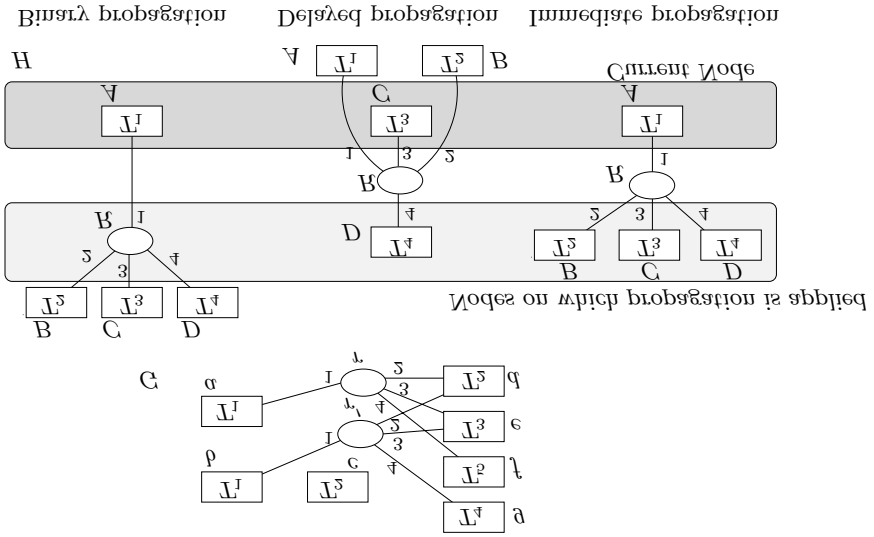 Binary propagation
Delayed propagation
Immediate propagation
H
A
T1
T2
B
Current Node
A
T1
C
T3
A
T1
1
3
2
R
4
R
1
2
3
4
R
1
2
3
4
D
T4
T2
T3
T4
B
C
D
T2
T3
T4
B
C
D
Nodes on which propagation is applied
G
a
T1
1
r
2
3
4
T2
d
r'
1
2
3
4
T3
e
b
T1
c
T2
T5
f
T4
g